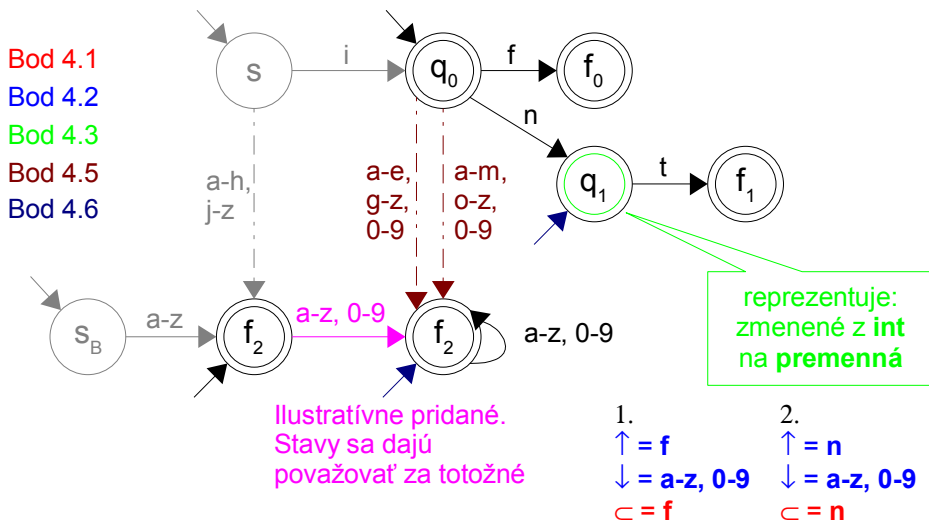 Bod 4.1
Bod 4.2
Bod 4.3
Bod 4.5
Bod 4.6
s
i
q0
f
f0
n
q1
t
f1
a-h,
j-z
a-e,
g-z,
0-9
a-m,
o-z,
0-9
sB
a-z
f2
a-z, 0-9
f2
a-z, 0-9
reprezentuje:
zmenené z int
na premenná
Ilustratívne pridané.
Stavy sa dajú
považovať za totožné
1.
↑ = f
↓ = a-z, 0-9
⊂ = f
2.
↑ = n
↓ = a-z, 0-9
⊂ = n